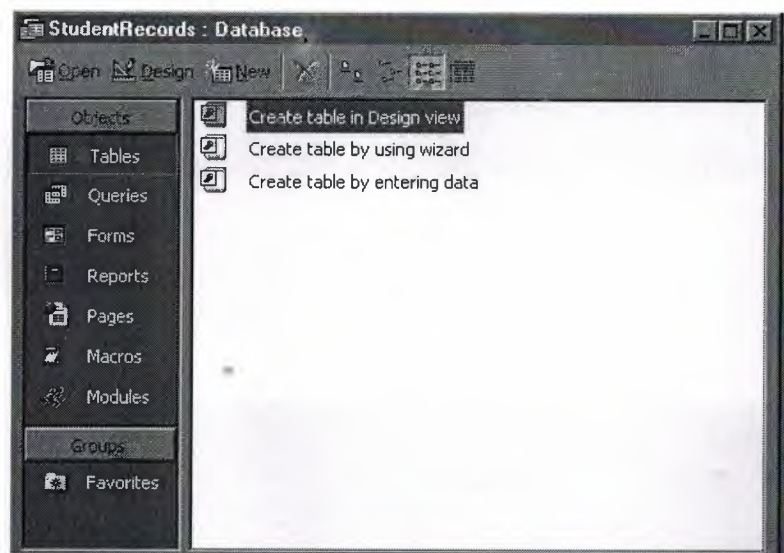 StudentRecords : Database
Open Design New
Objects
Tables
Queries
Forms
Reports
Pages
Macros
Modules
Groups
Favorites
Create table in Design view
Create table by using wizard
Create table by entering data